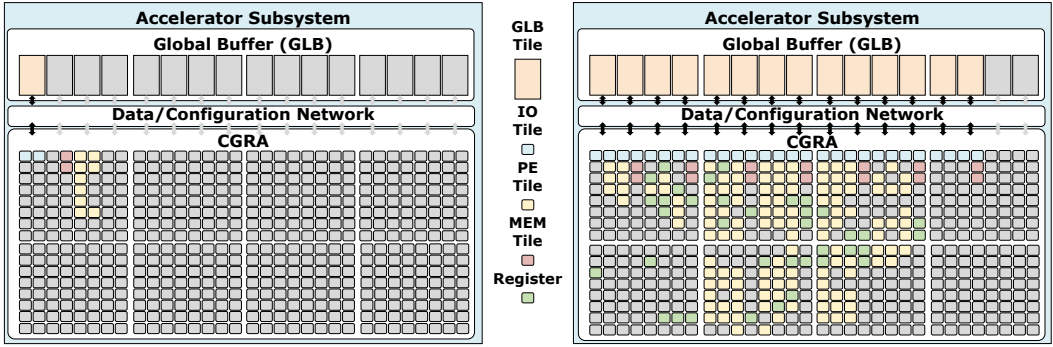 Accelerator Subsystem
Global Buffer (GLB)
Data/Configuration Network
CGRA
GLB
Tile
IO
Tile
PE
Tile
MEM
Tile
Register
Accelerator Subsystem
Global Buffer (GLB)
Data/Configuration Network
CGRA